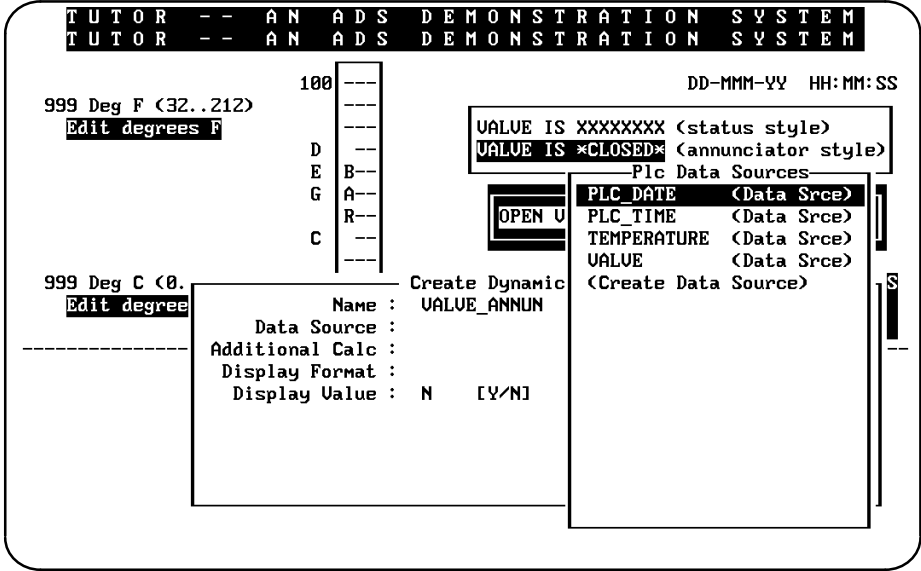 T U T O R -- A N A D S D E M O N S T R A T I O N S Y S T E M
T U T O R -- A N A D S D E M O N S T R A T I O N S Y S T E M
100 --- DD-MMM-YY HH:MM:SS
999 Deg F (32..212) ---
Edit degrees F --- VALUE IS XXXXXXXX (status style)
D -- VALUE IS *CLOSED* (annunciator style)
E B-- Plc Data Sources
G A-- PLC_DATE (Data Srce)
R-- OPEN V PLC_TIME (Data Srce)
C -- TEMPERATURE (Data Srce)
--- VALUE (Data Srce)
999 Deg C (0. Create Dynamic (Create Data Source) S
Edit degree Name : VALUE_ANNUN
Data Source :
--------------- Additional Calc : --
Display Format :
Display Value : N [Y/N]